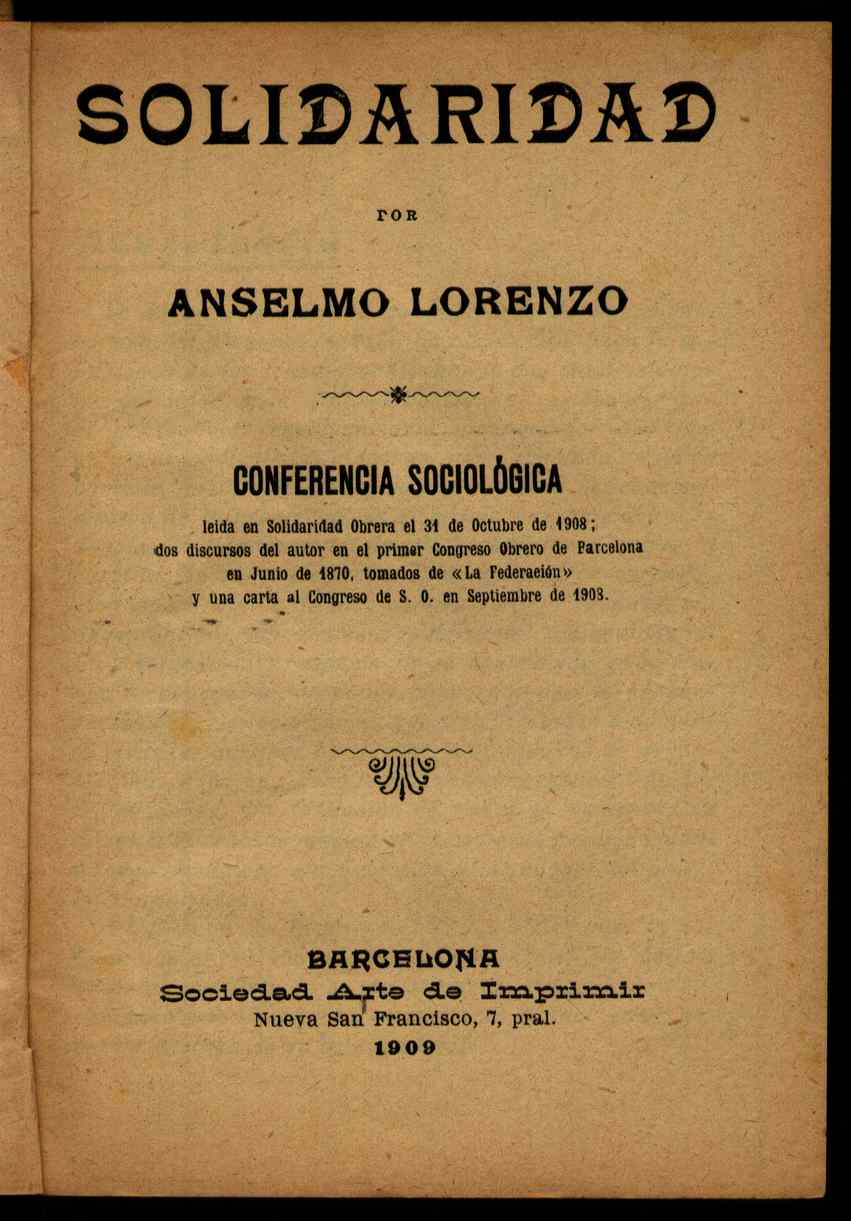 SOLIDARIDAD
POR
ANSELMO LORENZO
CONFERENCIA SOCIOLÓGICA
leida en Solidaridad Obrera el 31 de Octubre de 1908;
dos discursos del autor en el primer Congreso Obrero de Barcelona
en Junio de 1870, tomados de «La Federación»
y una carta al Congreso de S. O. en Septiembre de 1908.
BARCELONA
Sociedad Arte de Imprimir
Nueva San Francisco, 7, pral.
1909